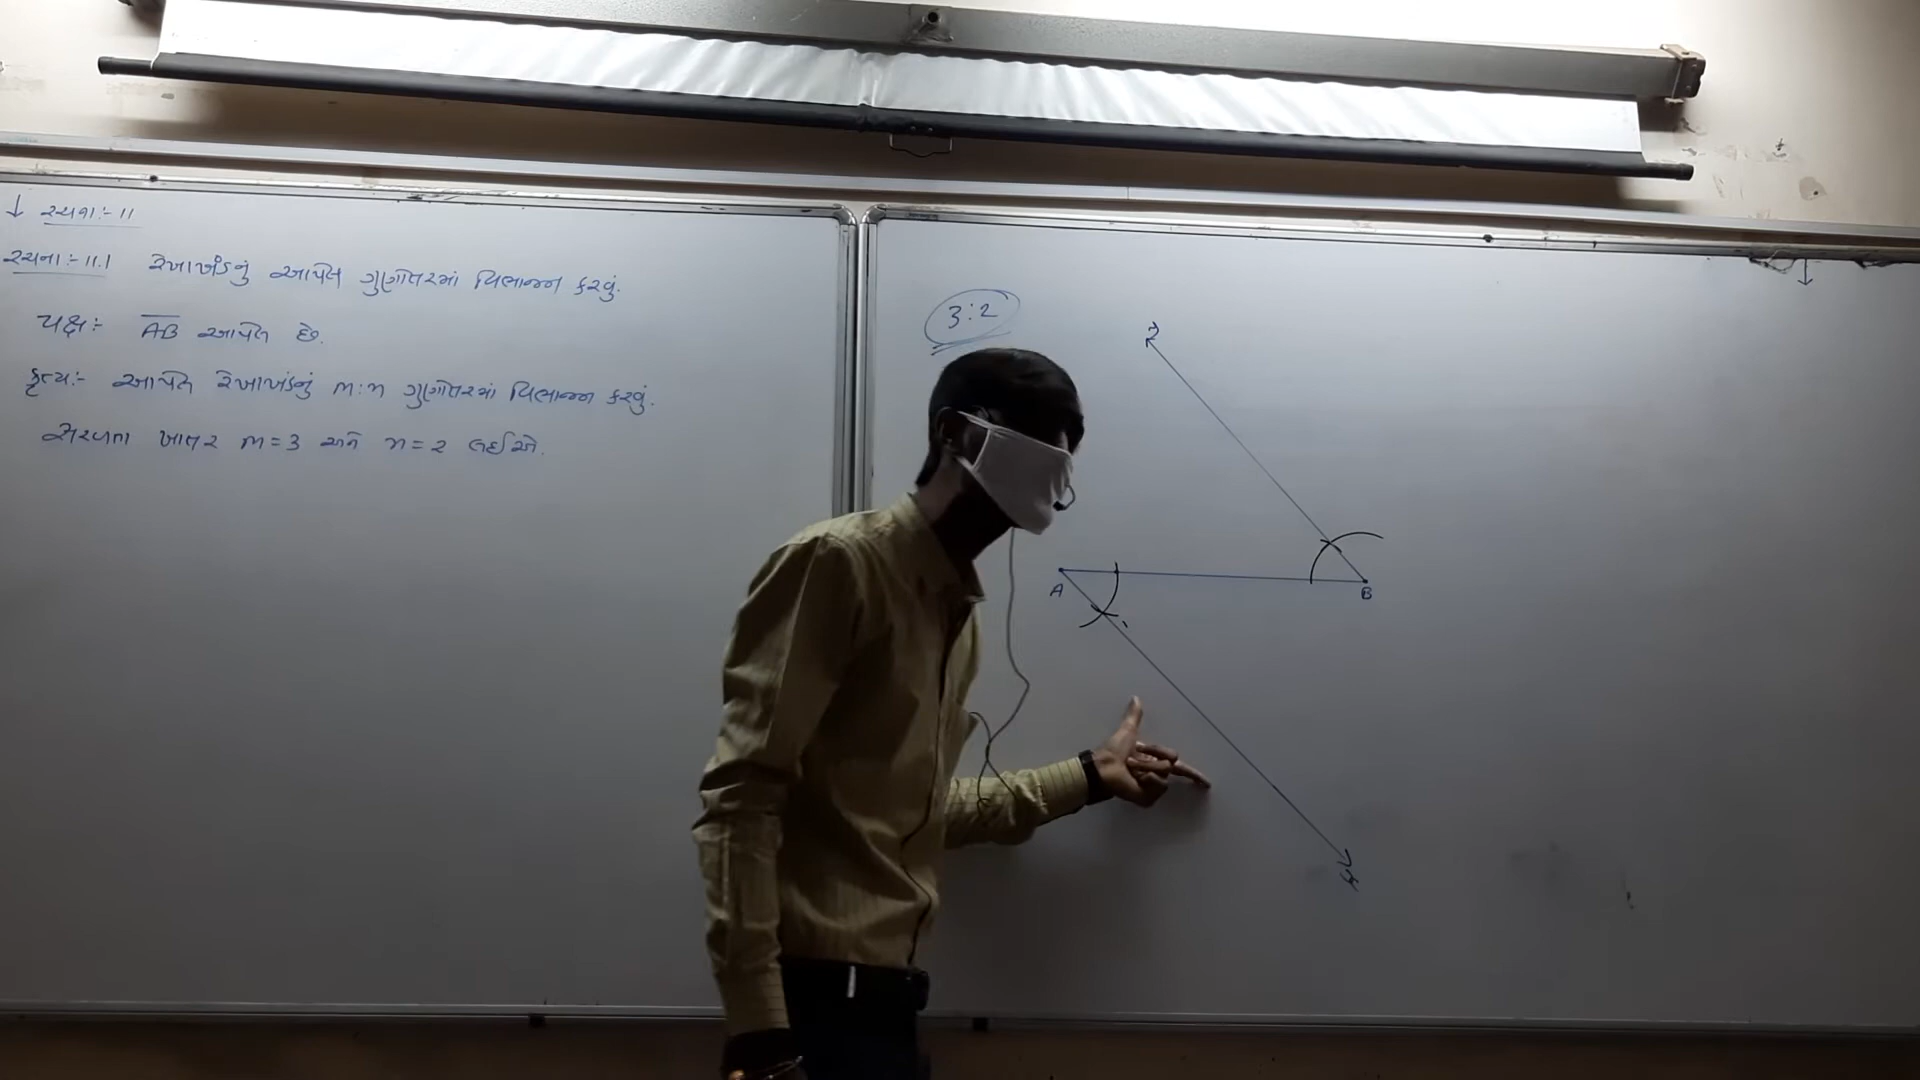 રચના :- 11
રચના :- 11.1 રેખાખંડનું આપેલ ગુણોત્તરમાં વિભાજન કરવું.
પક્ષ :- AB આપેલ છે.
કૃત્ય :- આપેલ રેખાખંડનું m:n ગુણોત્તરમાં વિભાજન કરવું.
સરળતા ખાતર m=3 અને n=2 લઈએ.
3:2
A
B